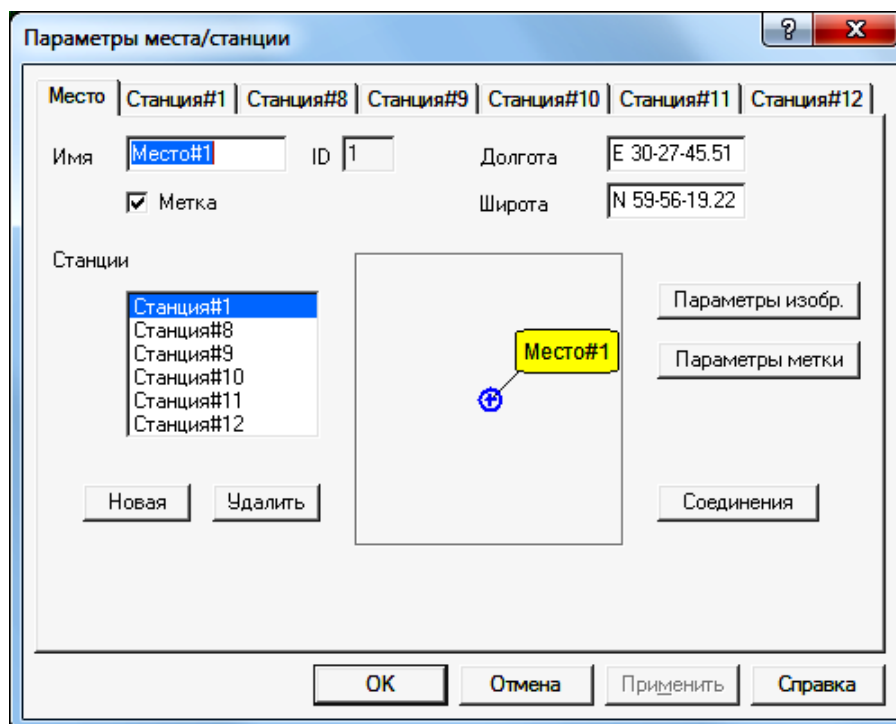 Параметры места/станции
Место Станция#1 Станция#8 Станция#9 Станция#10 Станция#11 Станция#12
Имя Место#1 ID 1 Долгота E 30-27-45.51
Метка Широта N 59-56-19.22
Станции
Станция#1
Станция#8
Станция#9
Станция#10
Станция#11
Станция#12
Место#1
Параметры изобр.
Параметры метки
Новая Удалить Соединения
OK Отмена Применить Справка